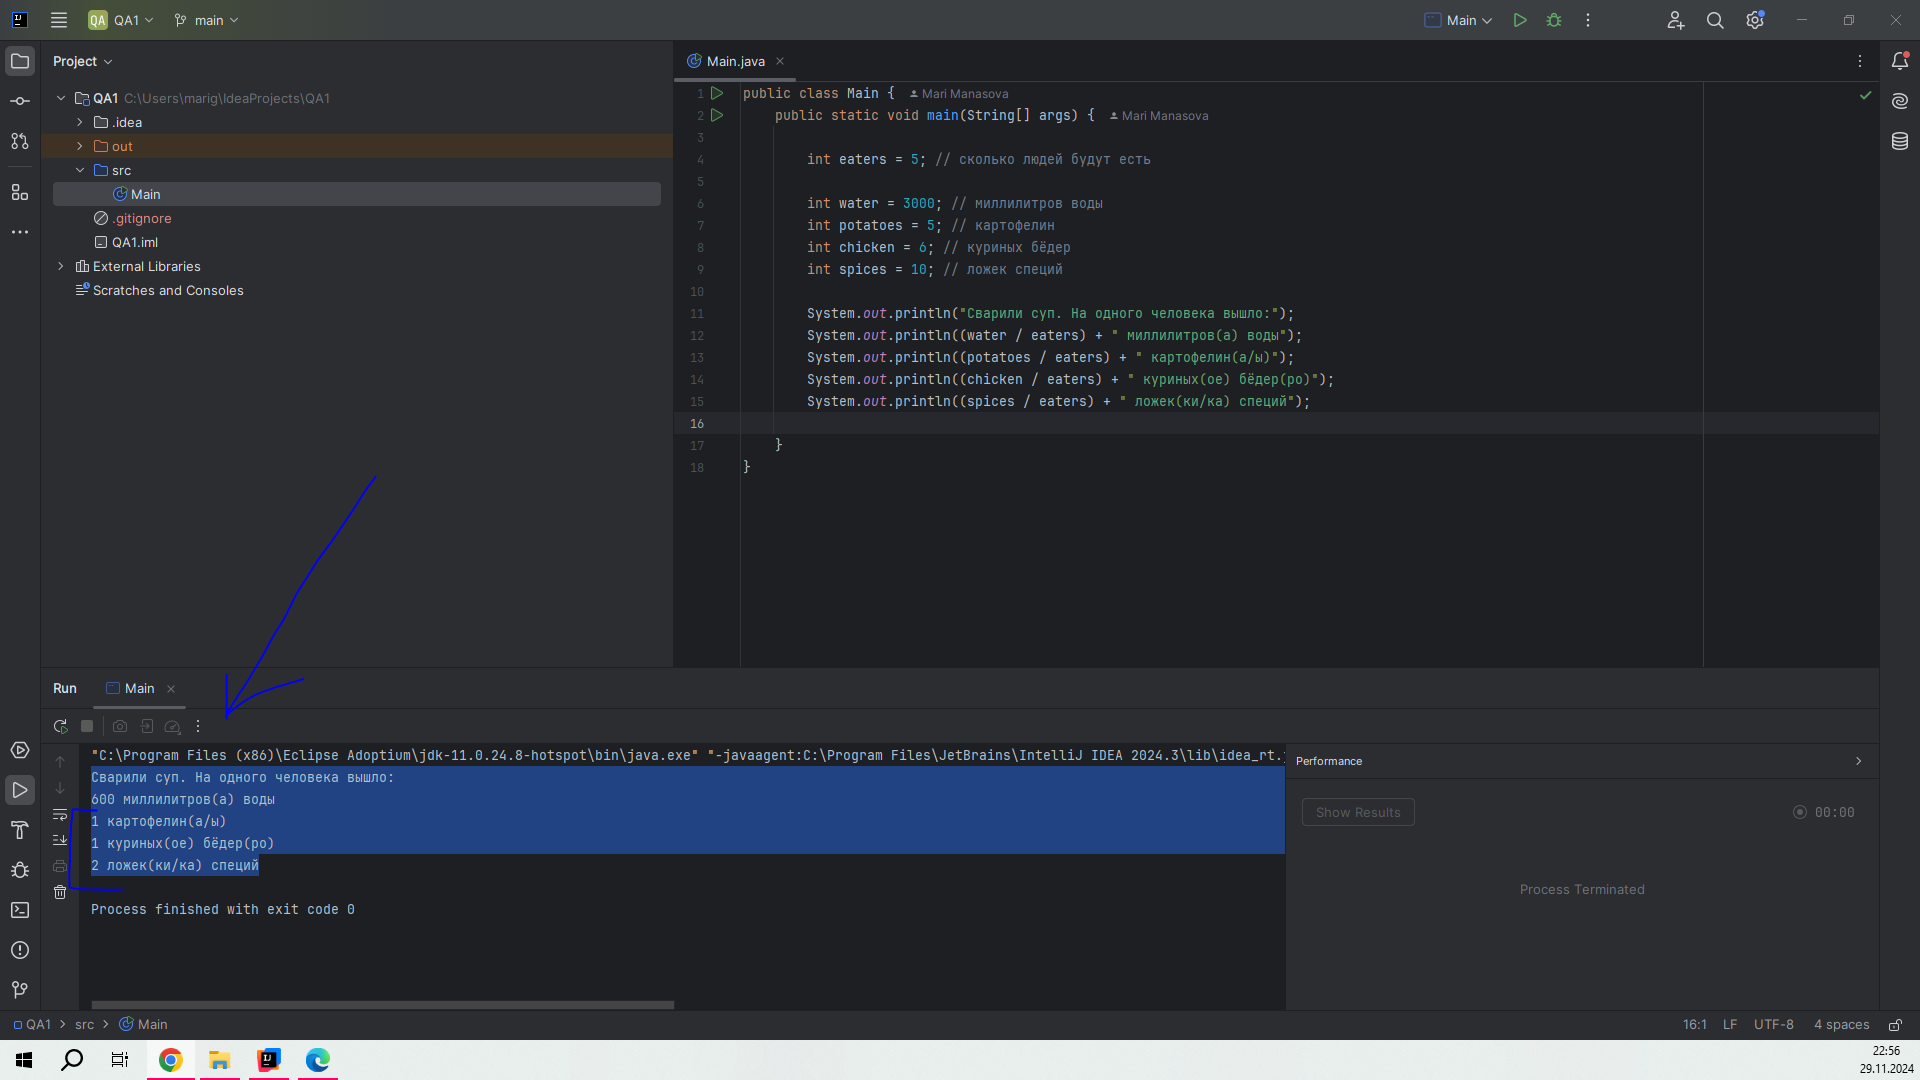 QA QA1 main Main
Project
Main.java
QA1 C:\Users\marig\IdeaProjects\QA1
.idea
out
src
Main
.gitignore
QA1.iml
External Libraries
Scratches and Consoles
1 public class Main { Mari Manasova
2 public static void main(String[] args) { Mari Manasova
3
4 int eaters = 5; // сколько людей будут есть
5
6 int water = 3000; // миллилитров воды
7 int potatoes = 5; // картофелин
8 int chicken = 6; // куриных бёдер
9 int spices = 10; // ложек специй
10
11 System.out.println("Сварили суп. На одного человека вышло:");
12 System.out.println((water / eaters) + " миллилитров(а) воды");
13 System.out.println((potatoes / eaters) + " картофелин(а/ы)");
14 System.out.println((chicken / eaters) + " куриных(ое) бёдер(ро)");
15 System.out.println((spices / eaters) + " ложек(ки/ка) специй");
16
17 }
18 }
Run Main
"C:\Program Files (x86)\Eclipse Adoptium\jdk-11.0.24.8-hotspot\bin\java.exe" "-javaagent:C:\Program Files\JetBrains\IntelliJ IDEA 2024.3\lib\idea_rt.
Сварили суп. На одного человека вышло:
600 миллилитров(а) воды
1 картофелин(а/ы)
1 куриных(ое) бёдер(ро)
2 ложек(ки/ка) специй
Process finished with exit code 0
Performance
Show Results 00:00
Process Terminated
QA1 src Main 16:1 LF UTF-8 4 spaces
22:56
29.11.2024